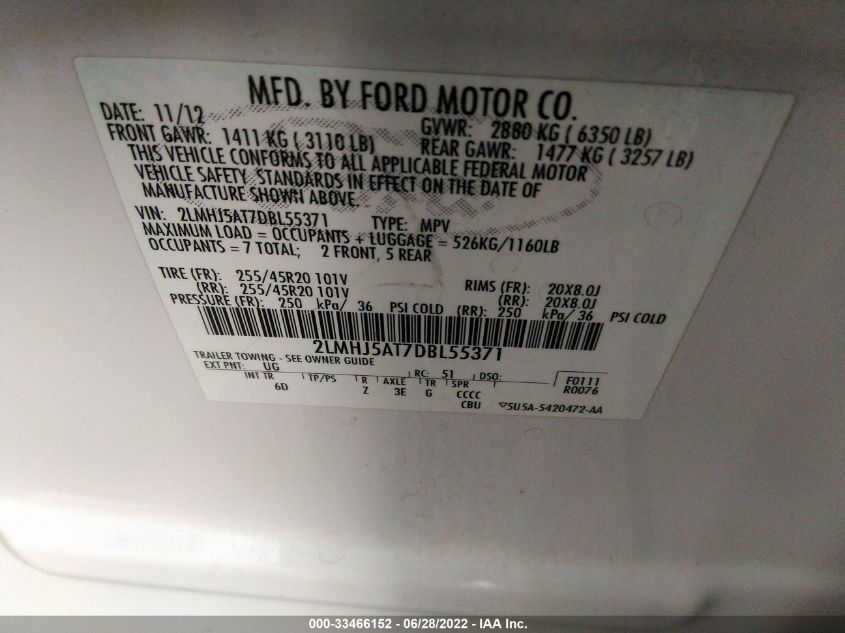 MFD. BY FORD MOTOR CO.
DATE: 11/12 GVWR: 2880 KG ( 6350 LB)
FRONT GAWR: 1411 KG ( 3110 LB) REAR GAWR: 1477 KG ( 3257 LB)
THIS VEHICLE CONFORMS TO ALL APPLICABLE FEDERAL MOTOR
VEHICLE SAFETY STANDARDS IN EFFECT ON THE DATE OF
MANUFACTURE SHOWN ABOVE.
VIN: 2LMHJ5AT7DBL55371 TYPE: MPV
MAXIMUM LOAD = OCCUPANTS + LUGGAGE = 526KG/1160LB
OCCUPANTS = 7 TOTAL; 2 FRONT, 5 REAR
TIRE (FR): 255/45R20 101V RIMS (FR): 20X8.0J
(RR): 255/45R20 101V (RR): 20X8.0J
PRESSURE (FR): 250 kPa/ 36 PSI COLD (RR): 250 kPa/ 36 PSI COLD
2LMHJ5AT7DBL55371
TRAILER TOWING - SEE OWNER GUIDE
EXT PNT: UG RC: 51 DSO: F0111
INT TR TP/PS R AXLE TR SPR R0076
6D Z 3E G CCCC
CBU 5U5A-5420472-AA
000-33466152 - 06/28/2022 - IAA Inc.